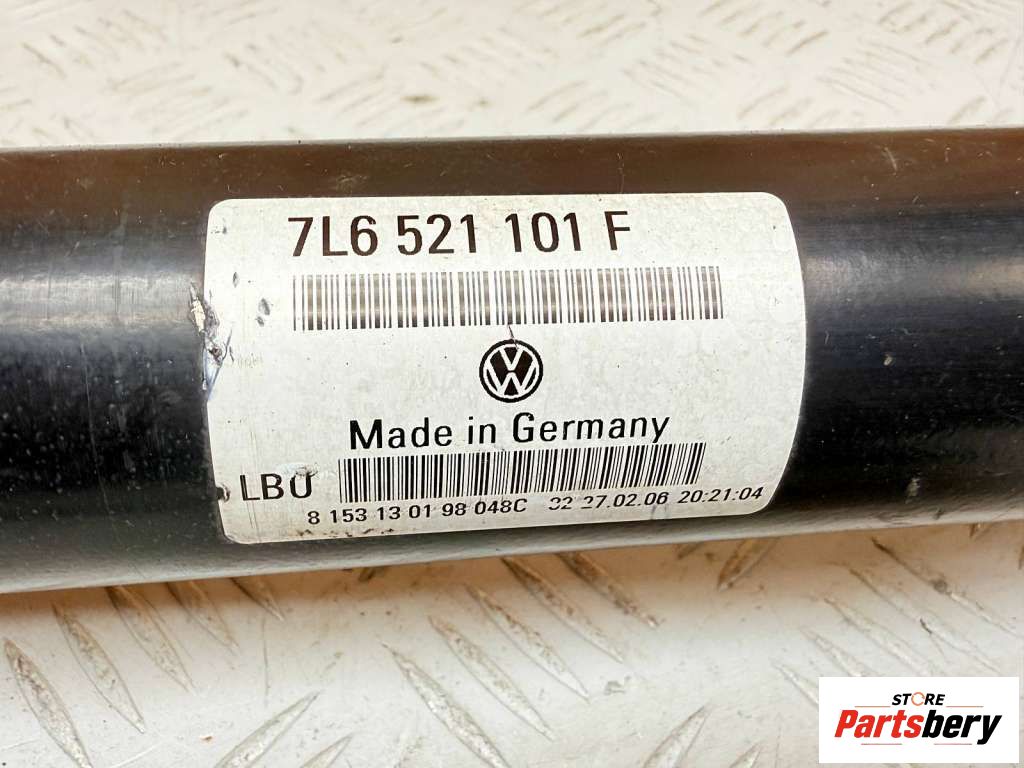 7L6 521 101 F
Made in Germany
LBU
8 153 13 01 98 048C 32 27.02.06 20:21:04
STORE
Partsbery